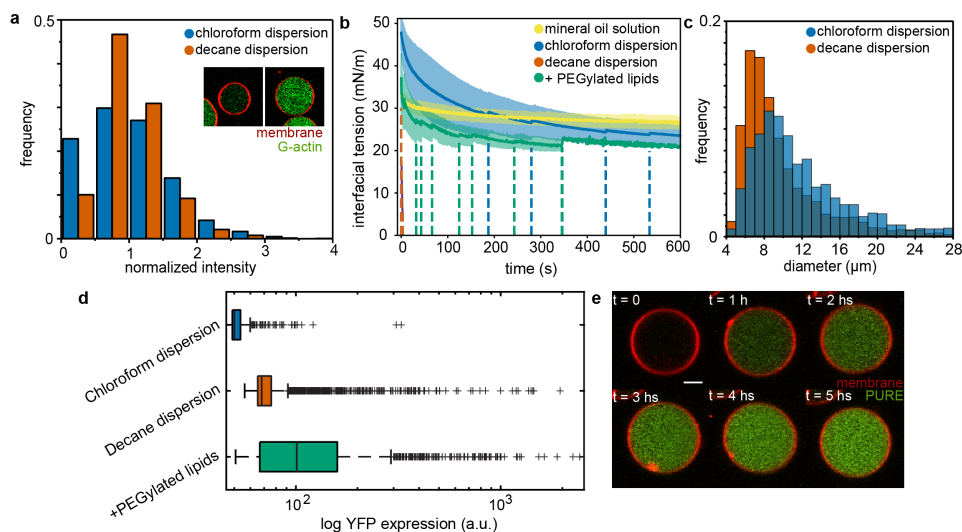 a
0.5
0
frequency
chloroform dispersion
decane dispersion
membrane
G-actin
0 1 2 3 4
normalized intensity
b
50
40
30
20
10
0
interfacial tension (mN/m)
mineral oil solution
chloroform dispersion
decane dispersion
+ PEGylated lipids
0 100 200 300 400 500 600
time (s)
c
0.2
0
frequency
chloroform dispersion
decane dispersion
4 8 12 16 20 24 28
diameter (μm)
d
Chloroform dispersion
Decane dispersion
+PEGylated lipids
10² 10³
log YFP expression (a.u.)
e
t = 0 t = 1 h t = 2 hs
membrane
PURE
t = 3 hs t = 4 hs t = 5 hs